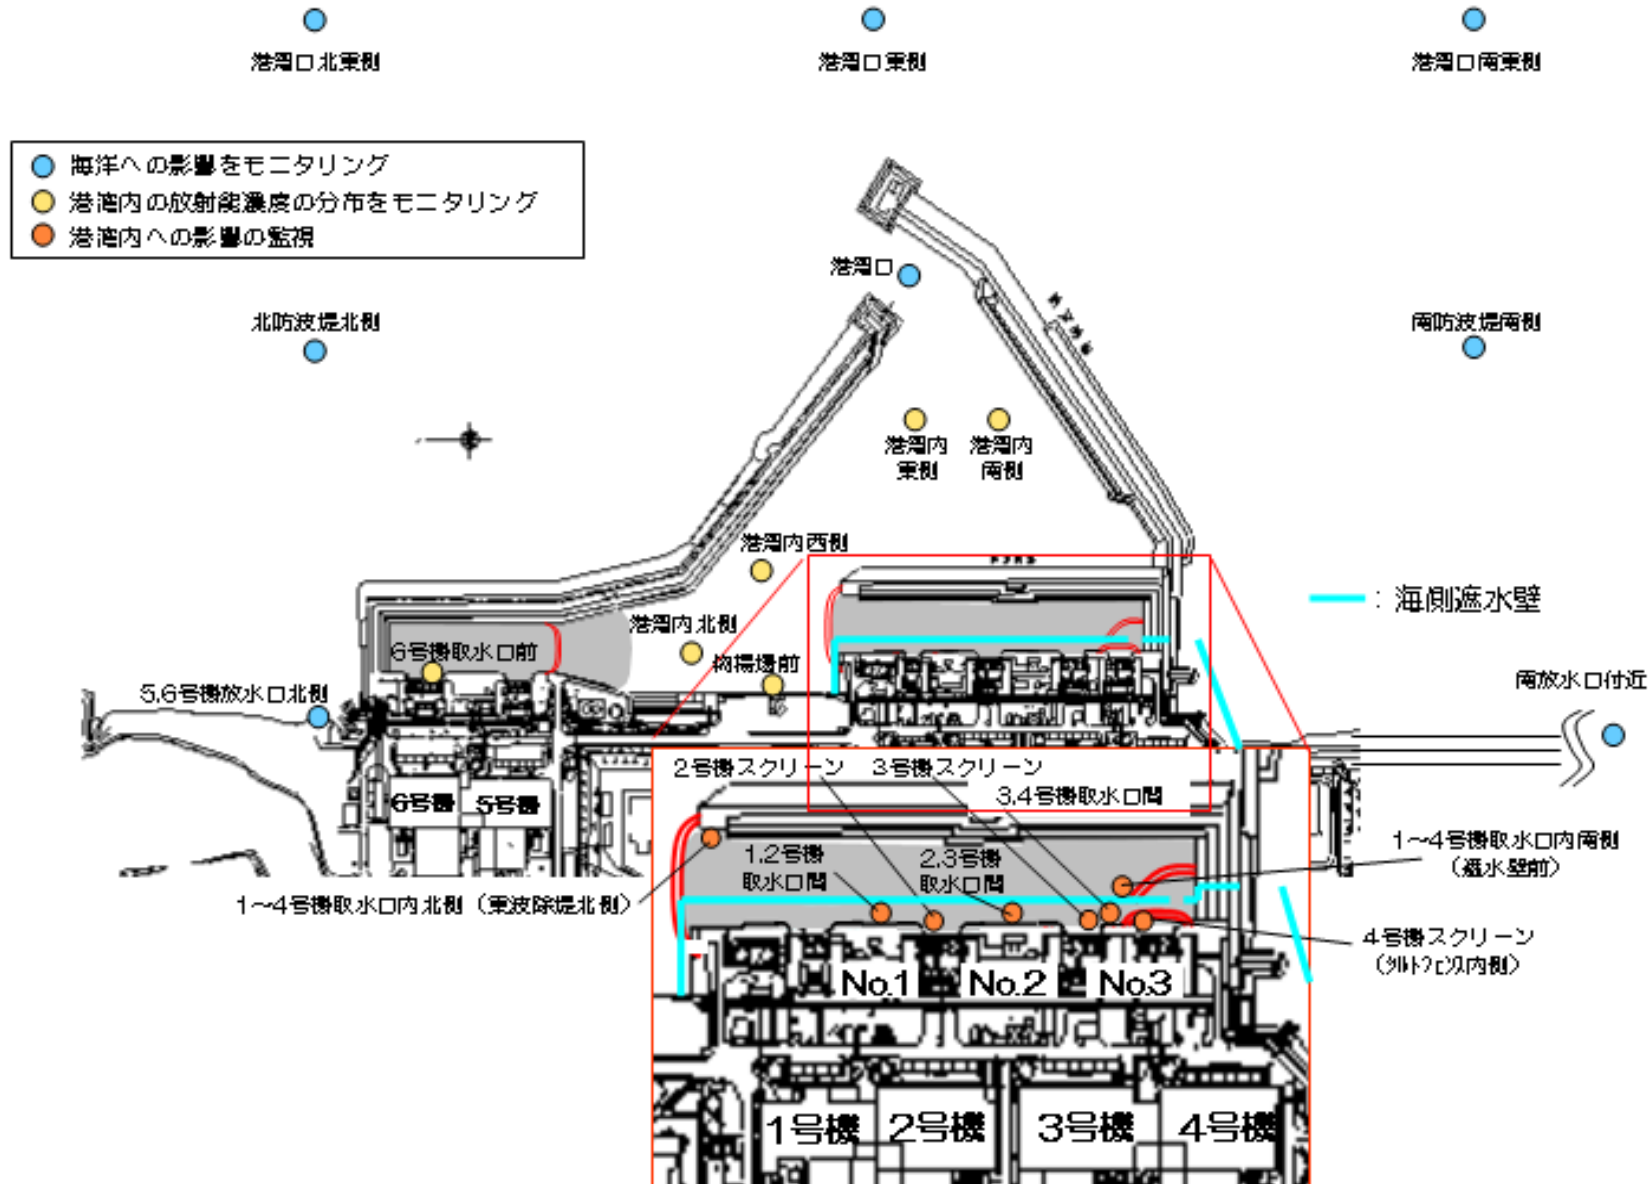 港湾口北東側
港湾口東側
港湾口南東側
海洋への影響をモニタリング
港湾内の放射能濃度の分布をモニタリング
港湾内への影響の監視
港湾口
北防波堤北側
南防波堤南側
港湾内
東側
港湾内
南側
港湾内西側
：海側遮水壁
港湾内北側
6号機取水口前
物揚場前
5,6号機放水口北側
南放水口付近
2号機スクリーン
3号機スクリーン
3,4号機取水口間
6号機
5号機
1,2号機
取水口間
2,3号機
取水口間
1～4号機取水口内南側
（遮水壁前）
1～4号機取水口内北側（東波除堤北側）
4号機スクリーン
（シルトフェンス内側）
No.1
No.2
No.3
1号機
2号機
3号機
4号機